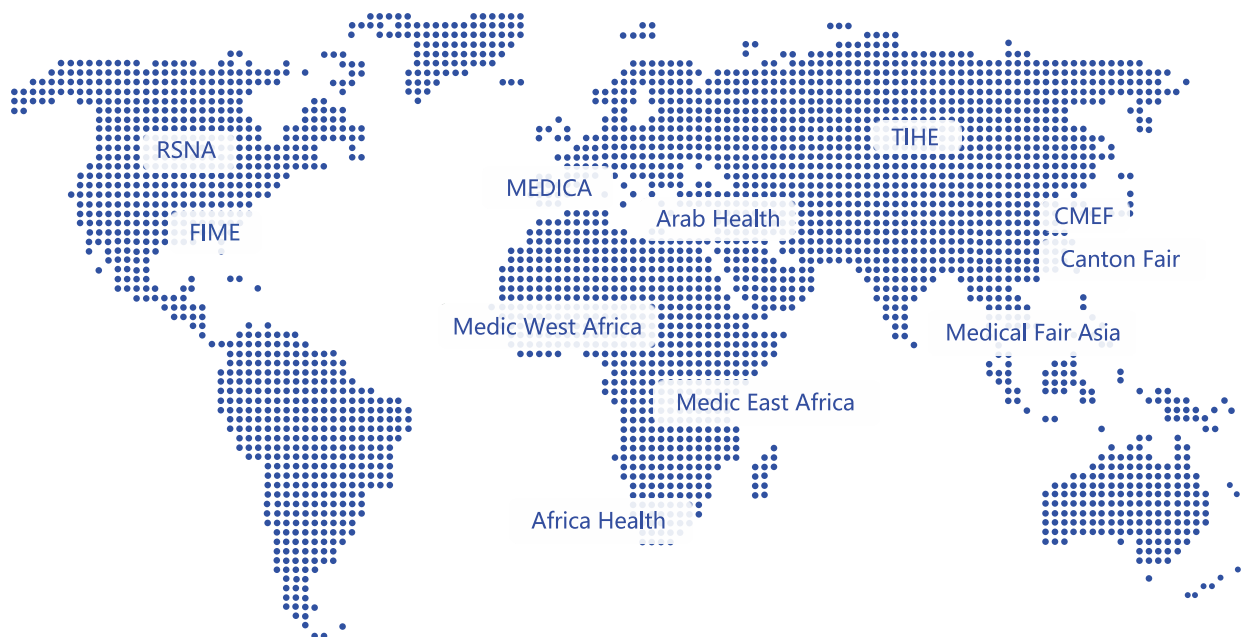 TIHE
RSNA
MEDICA
CMEF
Arab Health
FIME
Canton Fair
Medic West Africa
Medical Fair Asia
Medic East Africa
Africa Health